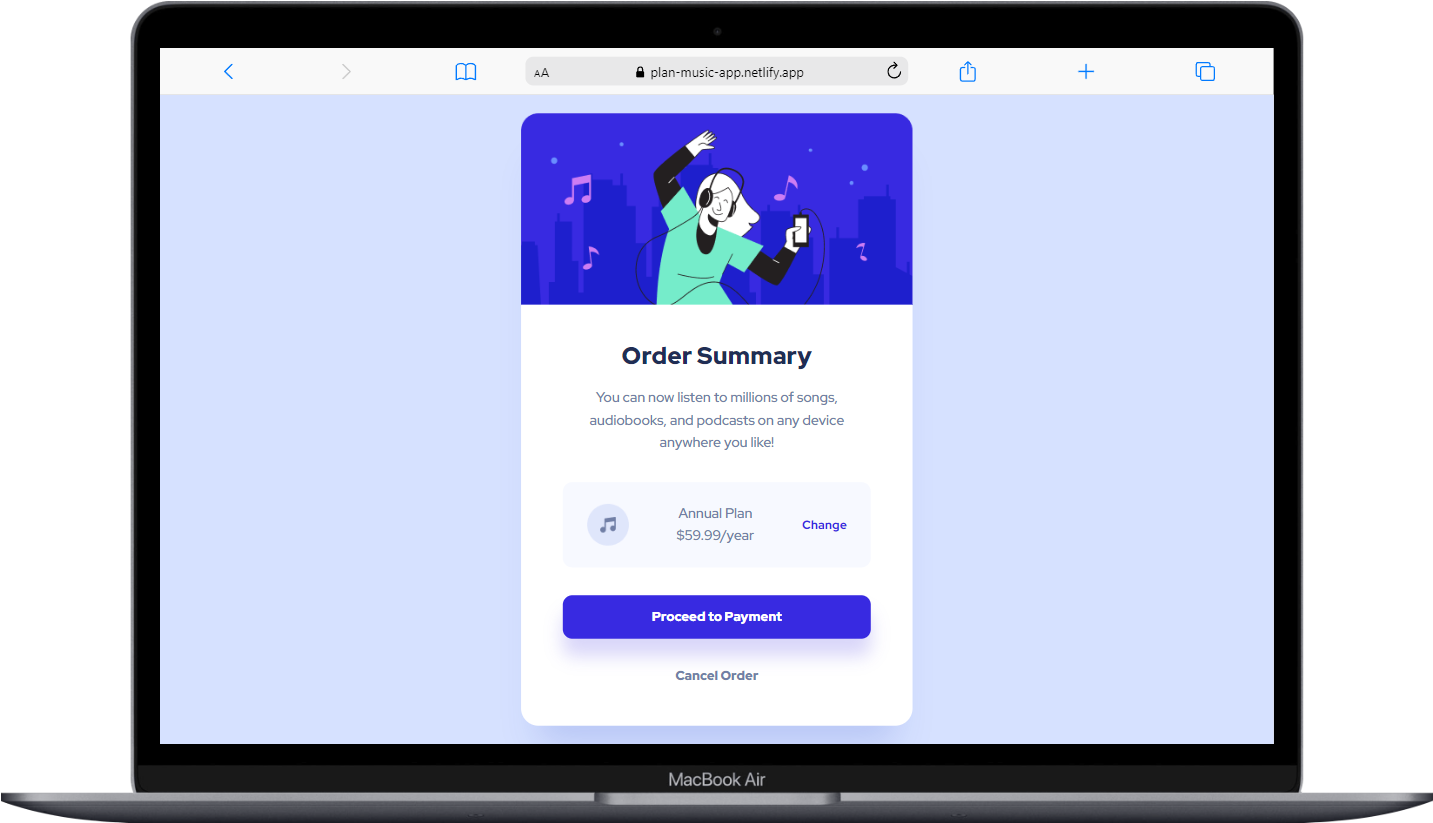 AA
plan-music-app.netlify.app
Order Summary
You can now listen to millions of songs,
audiobooks, and podcasts on any device
anywhere you like!
Annual Plan
$59.99/year
Change
Proceed to Payment
Cancel Order
MacBook Air